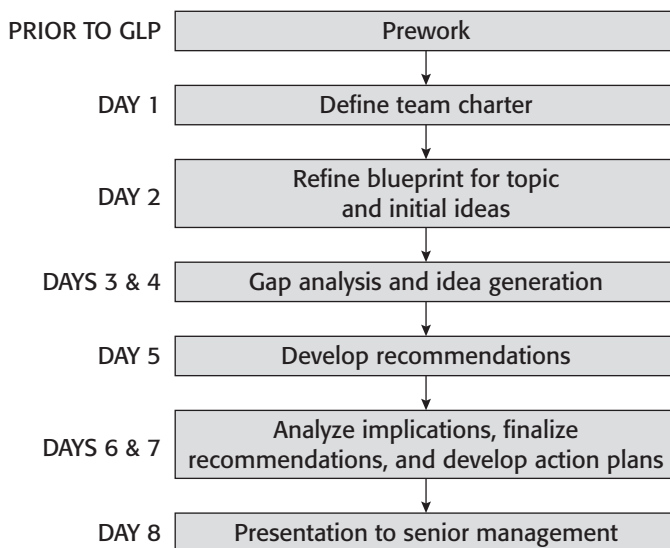 PRIOR TO GLP
Prework
DAY 1
Define team charter
DAY 2
Refine blueprint for topic
and initial ideas
DAYS 3 & 4
Gap analysis and idea generation
DAY 5
Develop recommendations
DAYS 6 & 7
Analyze implications, finalize
recommendations, and develop action plans
DAY 8
Presentation to senior management